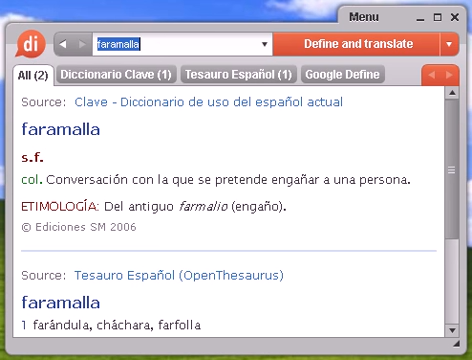 Menu
di
faramalla
Define and translate
All (2)
Diccionario Clave (1)
Tesauro Español (1)
Google Define
Source: Clave - Diccionario de uso del español actual
faramalla
s.f.
col. Conversación con la que se pretende engañar a una persona.
ETIMOLOGÍA: Del antiguo farmalio (engaño).
© Ediciones SM 2006
Source: Tesauro Español (OpenThesaurus)
faramalla
1 farándula, cháchara, farfolla